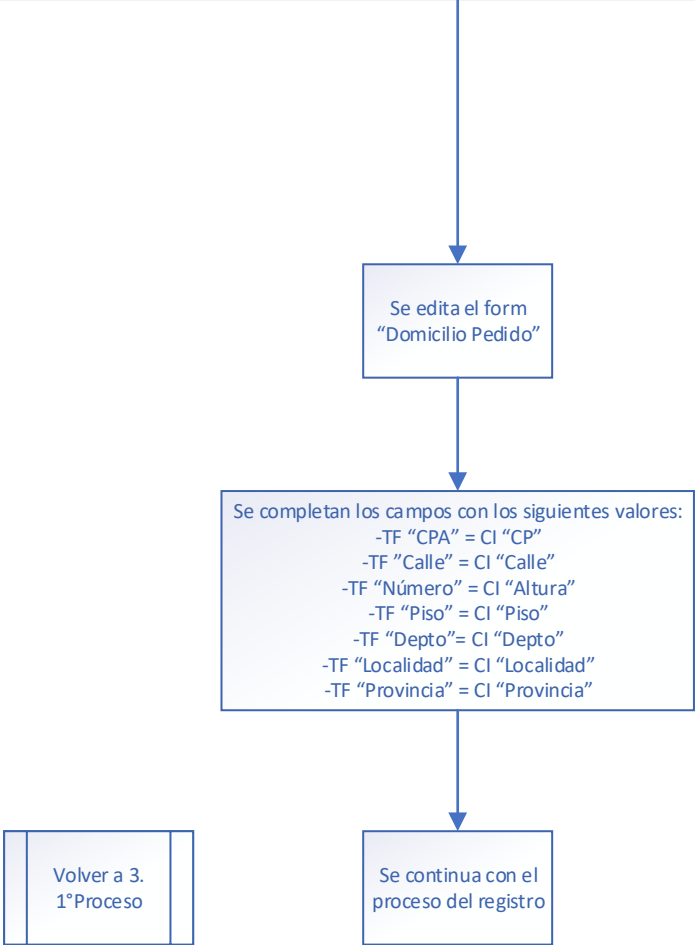 Se edita el form
“Domicilio Pedido”
Se completan los campos con los siguientes valores:
-TF “CPA” = CI “CP”
-TF ”Calle” = CI “Calle”
-TF “Número” = CI “Altura”
-TF “Piso” = CI “Piso”
-TF “Depto”= CI “Depto”
-TF “Localidad” = CI “Localidad”
-TF “Provincia” = CI “Provincia”
Volver a 3.
1°Proceso
Se continua con el
proceso del registro